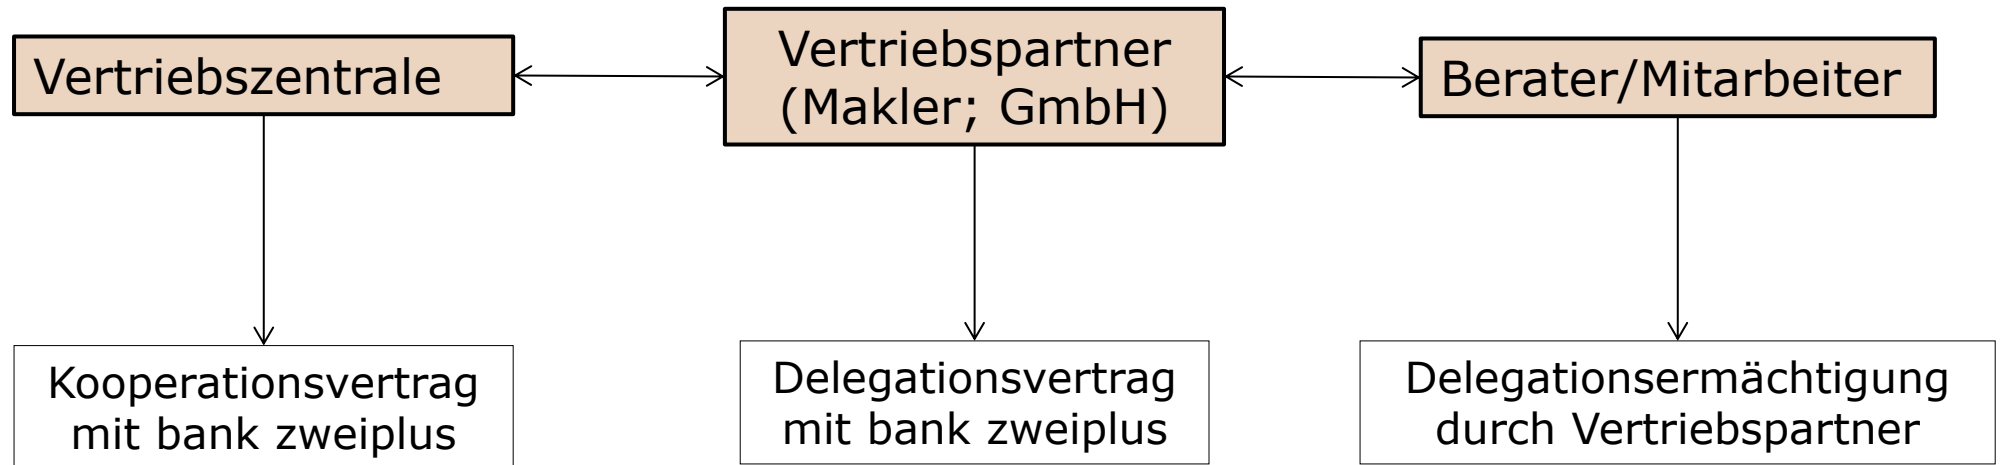 Vertriebszentrale
Vertriebspartner
(Makler; GmbH)
Berater/Mitarbeiter
Kooperationsvertrag
mit bank zweiplus
Delegationsvertrag
mit bank zweiplus
Delegationsermächtigung
durch Vertriebspartner